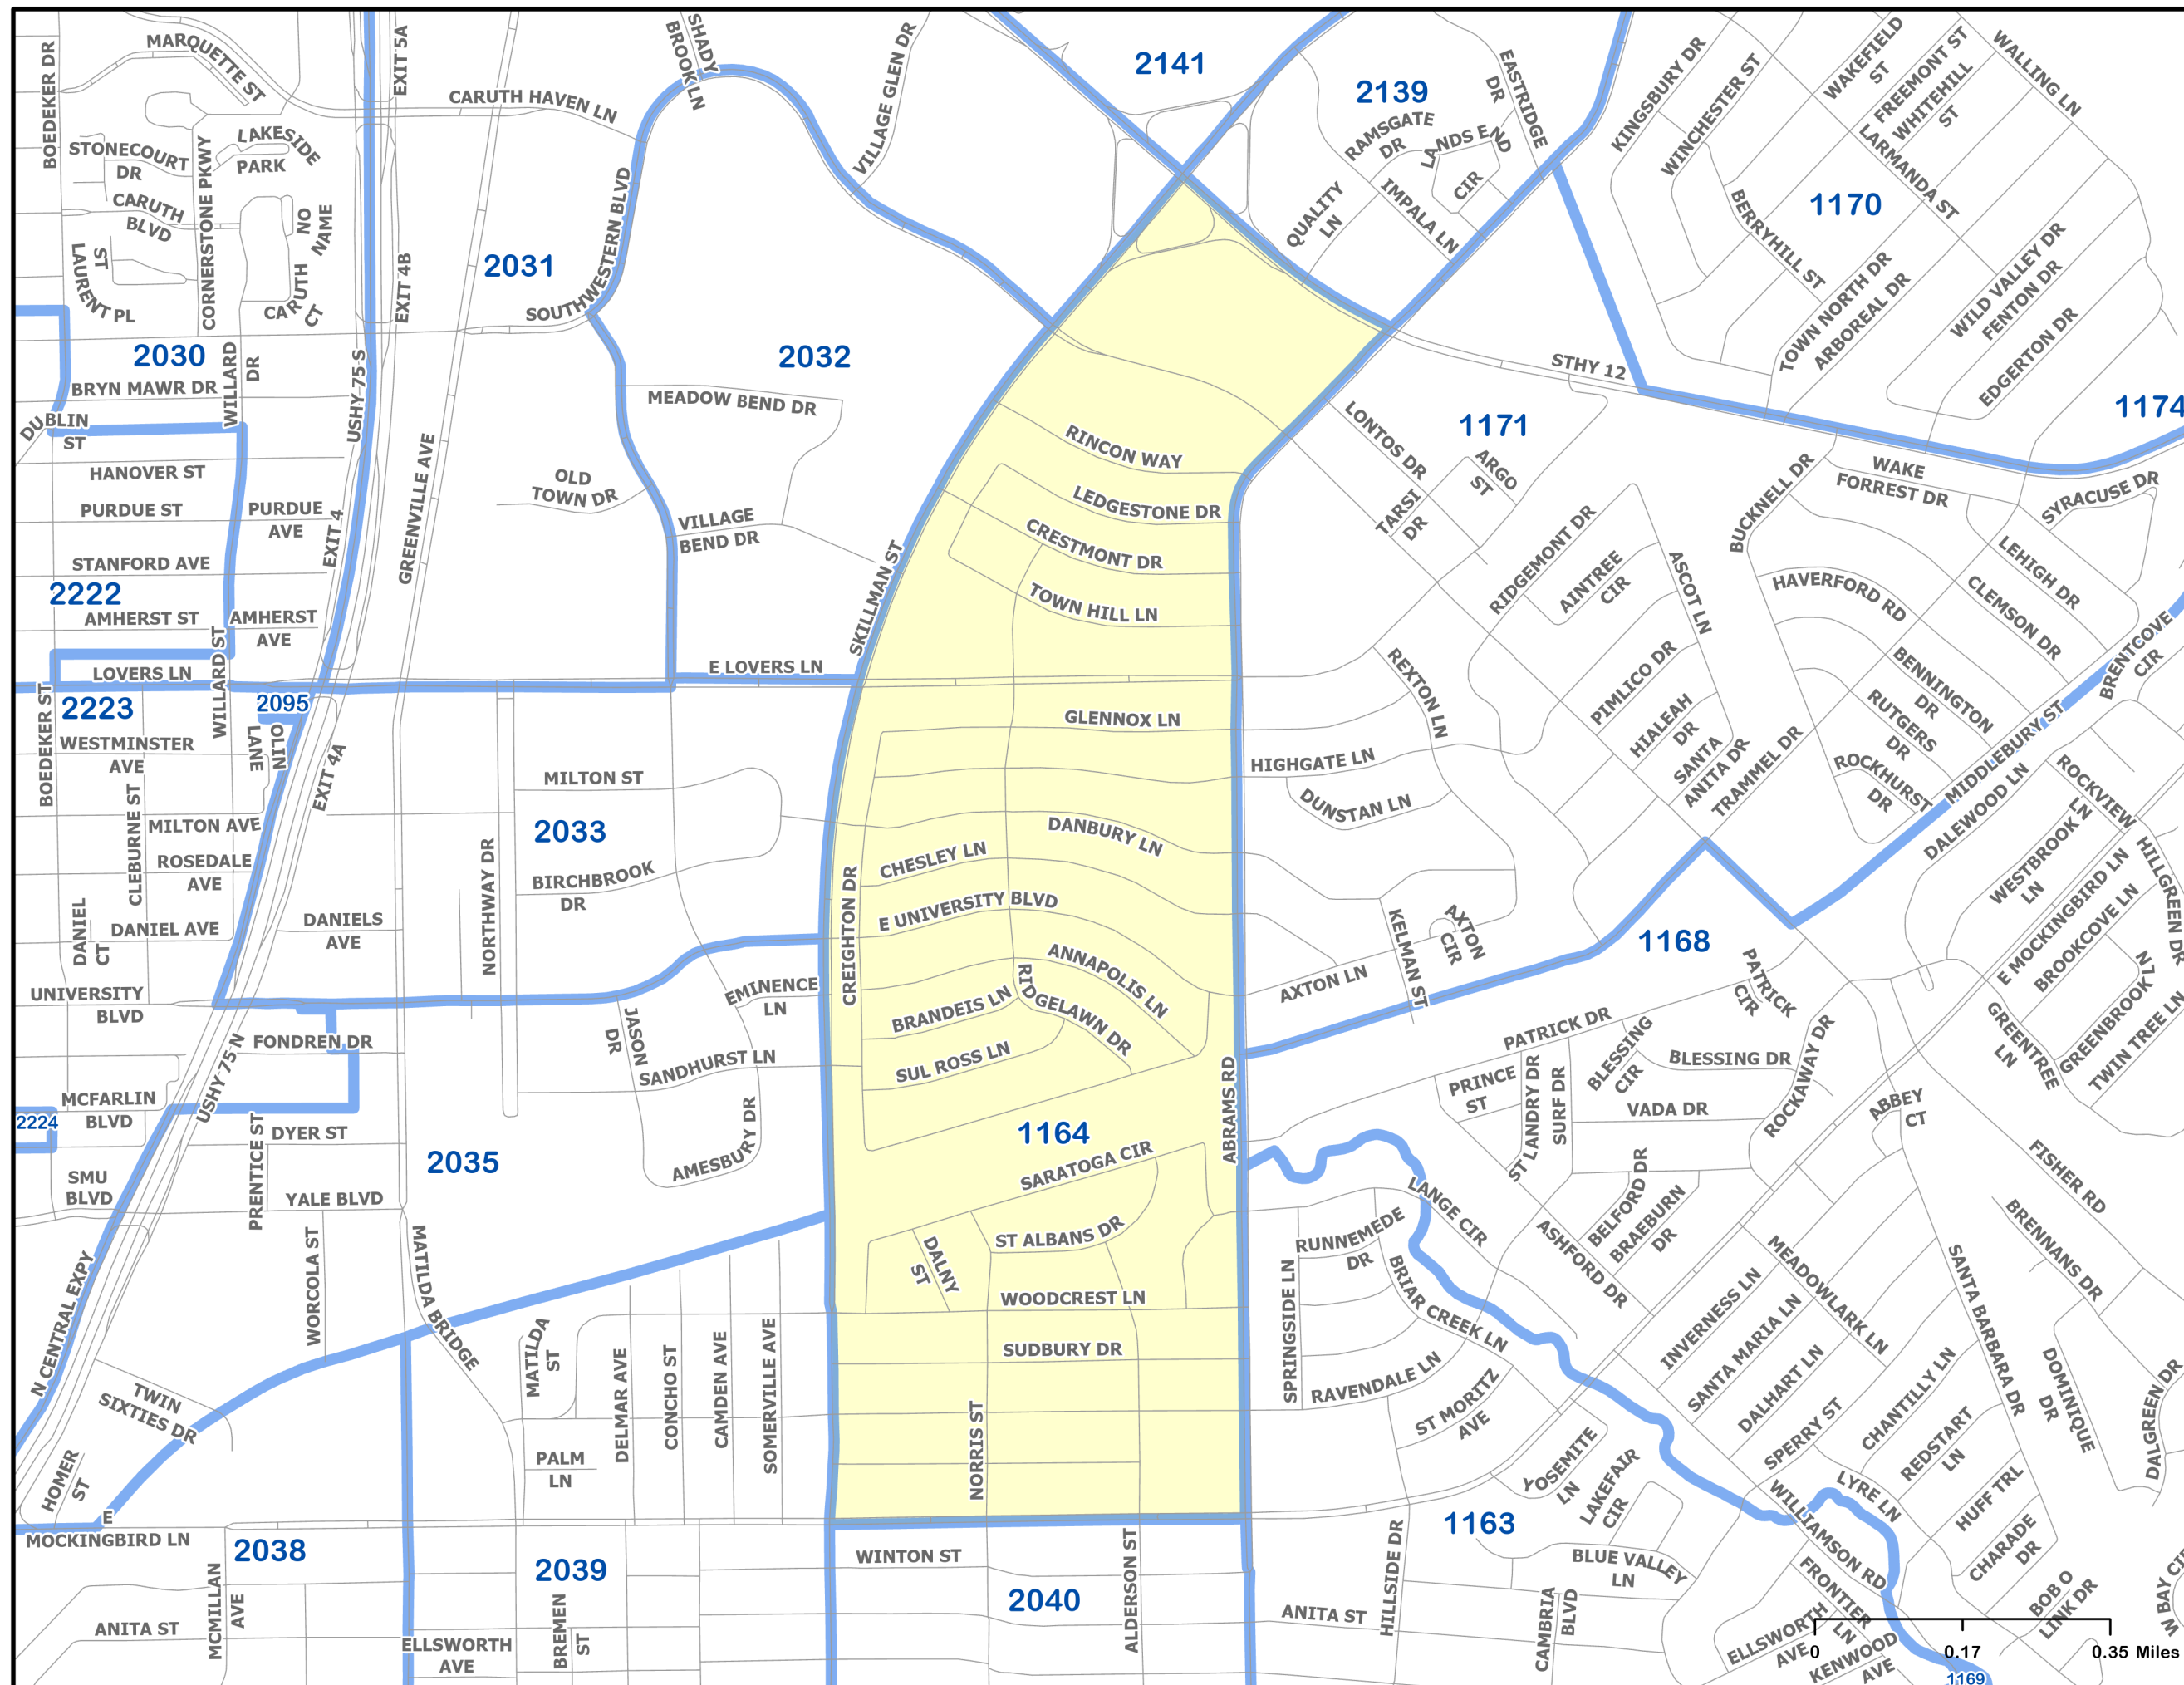 MARQUETTE ST
BOEDEKER DR
EXIT 5A
SHADY
BROOK LN
VILLAGE GLEN DR
2141
2139
EASTRIDGE
DR
KINGSBURY DR
WINCHESTER ST
WAKEFIELD
ST
FREEMONT ST
WHITEHILL
ST
WALLING LN
LARMANDA ST
CARUTH HAVEN LN
RAMSGATE
DR
LANDS END
CIR
STONECOURT
DR
LAKESIDE
PARK
CORNERSTONE PKWY
CARUTH
BLVD
NO
NAME
QUALITY
LN
IMPALA LN
BERRYHILL ST
1170
LAURENT PL
ST
CARUTH
CT
EXIT 4B
2031
SOUTHWESTERN BLVD
TOWN NORTH DR
ARBOREAL DR
WILD VALLEY DR
FENTON DR
EDGERTON DR
2030
WILLARD
DR
USHY 75 S
2032
STHY 12
BRYN MAWR DR
MEADOW BEND DR
1174
DUBLIN
ST
RINCON WAY
LONTOS DR
1171
ARGO
ST
TARSI
DR
HANOVER ST
GREENVILLE AVE
OLD
TOWN DR
WAKE
FORREST DR
BUCKNELL DR
SYRACUSE DR
PURDUE ST
PURDUE
AVE
EXIT 4
VILLAGE
BEND DR
LEDGESTONE DR
CRESTMONT DR
TOWN HILL LN
SKILLMAN ST
RIDGEMONT DR
AINTREE
CIR
ASCOT LN
HAVERFORD RD
LEHIGH DR
CLEMSON DR
STANFORD AVE
2222
AMHERST ST
AMHERST
AVE
BRENTCOVE
CIR
LOVERS LN
WILLARD ST
E LOVERS LN
REXTON LN
PIMLICO DR
HIALEAH
DR
SANTA
ANITA DR
TRAMMEL DR
BENNINGTON
DR
RUTGERS
DR
ROCKHURST
DR
MIDDLEBURY ST
2223
2095
BOEDEKER ST
WESTMINSTER
AVE
OLIN
LANE
EXIT 4A
GLENNOX LN
HIGHGATE LN
DUNSTAN LN
MILTON ST
DALEWOOD LN
ROCKVIEW
LN
WESTBROOK
LN
HILLGREEN DR
CLEBURNE ST
MILTON AVE
2033
DANBURY LN
ROSEDALE
AVE
NORTHWAY DR
BIRCHBROOK
DR
CREIGHTON DR
CHESLEY LN
E UNIVERSITY BLVD
E MOCKINGBIRD LN
BROOKCOVE LN
DANIEL
CT
DANIEL AVE
DANIELS
AVE
ANNAPOLIS LN
KELMAN ST
AXTON
CIR
AXTON LN
1168
PATRICK
CIR
UNIVERSITY
BLVD
EMINENCE
LN
BRANDEIS LN
RIDGELAWN DR
SUL ROSS LN
GREENTREE
LN
GREENBROOK
LN
TWIN TREE LN
FONDREN DR
USHY 75 N
JASON
DR
SANDHURST LN
AMESBURY DR
ABRAMS RD
PATRICK DR
BLESSING
CIR
BLESSING DR
PRINCE
ST
ST LANDRY DR
SURF DR
VADA DR
ROCKAWAY DR
ABBEY
CT
MCFARLIN
BLVD
2224
DYER ST
2035
1164
SARATOGA CIR
FISHER RD
SMU
BLVD
PRENTICE ST
YALE BLVD
BELFORD DR
BRAEBURN
DR
ASHFORD DR
LANGE CIR
RUNNEMEDE
DR
BRENNANS DR
DALNY
ST
ST ALBANS DR
WOODCREST LN
SUDBURY DR
N CENTRAL EXPY
WORCOLA ST
MATILDA BRIDGE
SPRINGSIDE LN
BRIAR CREEK LN
RAVENDALE LN
ST MORITZ
AVE
INVERNESS LN
SANTA MARIA LN
MEADOWLARK LN
DALHART LN
SPERRY ST
CHANTILLY LN
SANTA BARBARA DR
DOMINIQUE
DR
DALGREEN DR
TWIN
SIXTIES DR
MATILDA
ST
DELMAR AVE
CONCHO ST
CAMDEN AVE
SOMERVILLE AVE
NORRIS ST
PALM
LN
HOMER
ST
YOSEMITE
LN
LAKEFAIR
CIR
REDSTART
LN
LYRE LN
HUFF TRL
CHARADE
DR
E
MOCKINGBIRD LN
2038
2039
WINTON ST
2040
1163
HILLSIDE DR
BLUE VALLEY
LN
WILLIAMSON RD
FRONTIER
LN
BOB O
LINK DR
W BAY CIR
ANITA ST
MCMILLAN
AVE
ELLSWORTH
AVE
BREMEN
ST
ALDERSON ST
ANITA ST
CAMBRIA
BLVD
ELLSWORTH
AVE
KENWOOD
AVE
0 0.17 0.35 Miles
1169